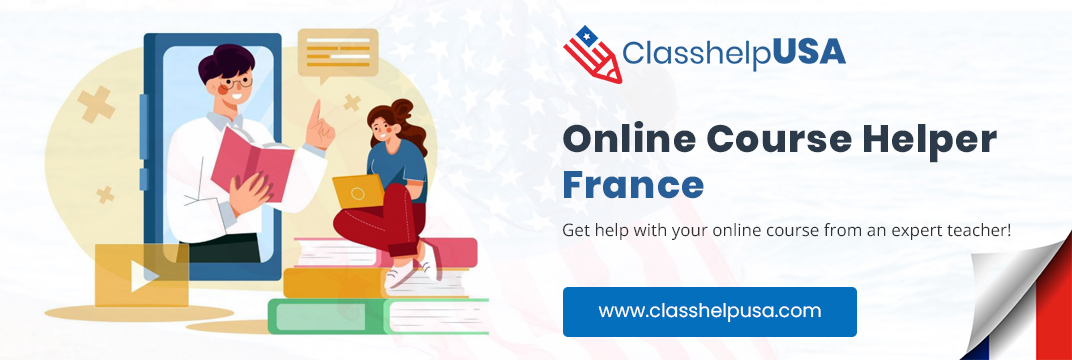 ClasshelpUSA
Online Course Helper
France
Get help with your online course from an expert teacher!
www.classhelpusa.com